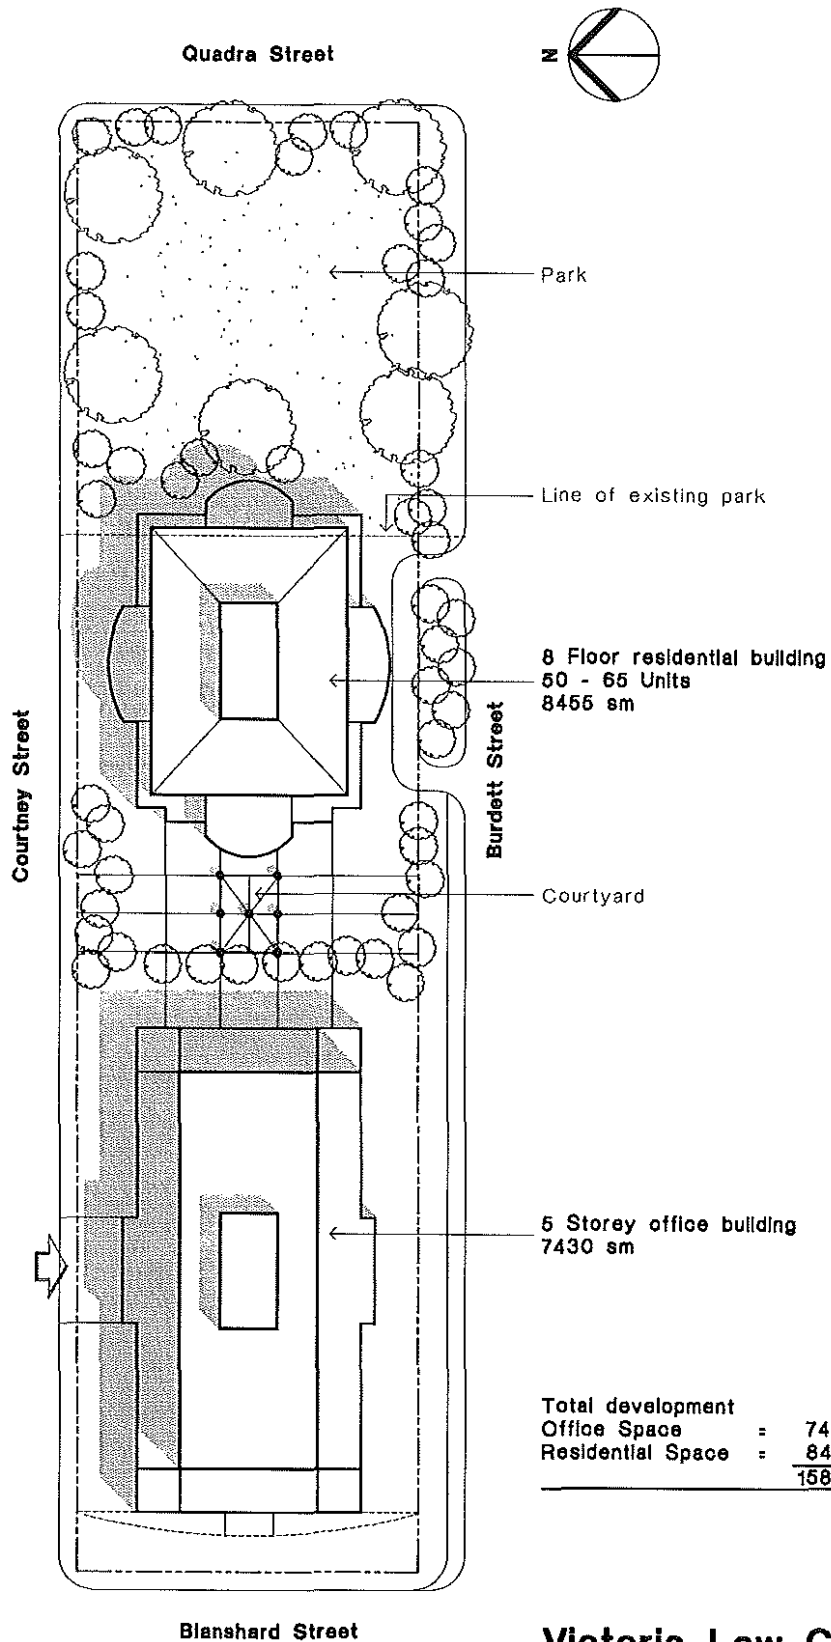 Quadra Street
N
Park
Line of existing park
8 Floor residential building
50 - 65 Units
8455 sm
Courtney Street
Burdett Street
Courtyard
5 Storey office building
7430 sm
Total development
Office Space = 74
Residential Space = 84
158
Blanshard Street
Victoria Law C